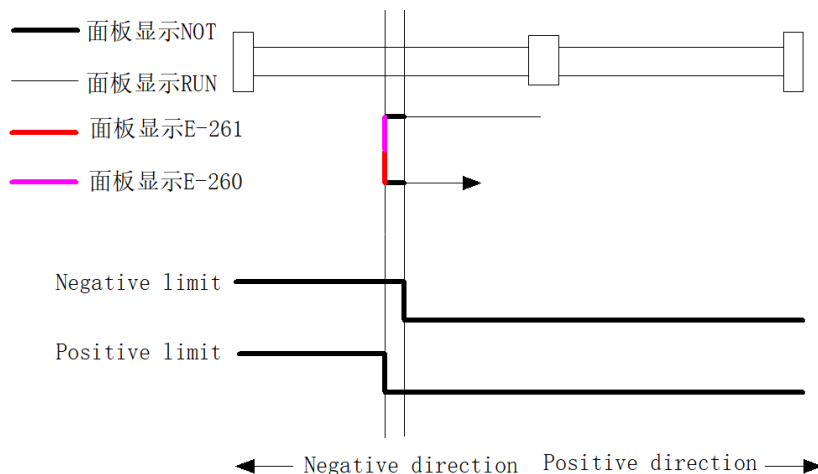 面板显示NOT
面板显示RUN
面板显示E-261
面板显示E-260
Negative limit
Positive limit
Negative direction
Positive direction